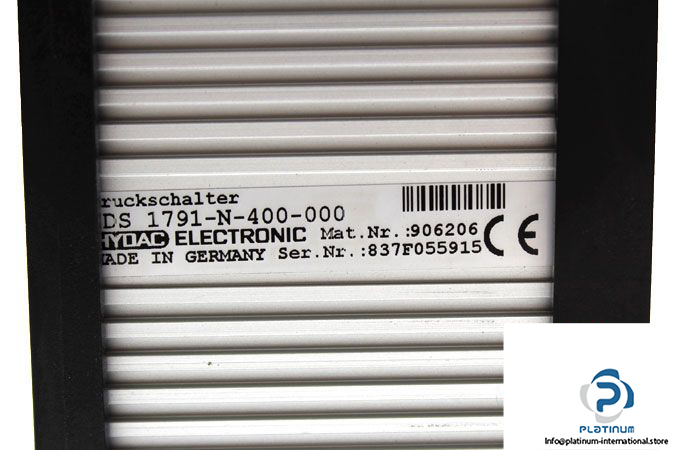 ruckschalter
DS 1791-N-400-000
HYDAC ELECTRONIC Mat.Nr.:906206
MADE IN GERMANY Ser.Nr.:837F055915 CE
PLATINUM
Info@platinum-international.store